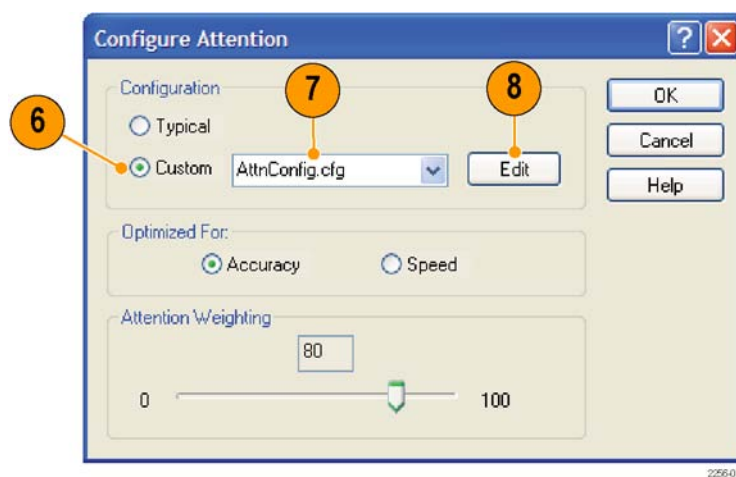 Configure Attention
?
Configuration
6
7
8
Typical
Custom
AttnConfig.cfg
Edit
OK
Cancel
Help
Optimized For:
Accuracy
Speed
Attention Weighting
80
0
100